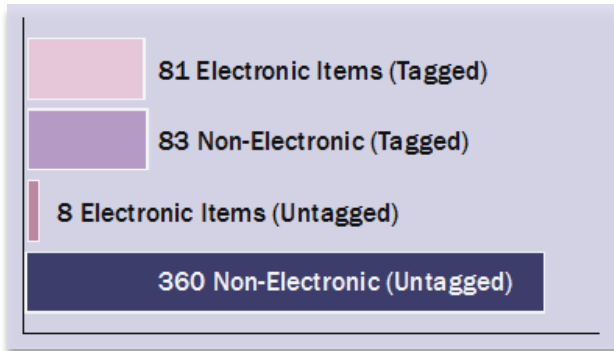 81 Electronic Items (Tagged)
83 Non-Electronic (Tagged)
8 Electronic Items (Untagged)
360 Non-Electronic (Untagged)